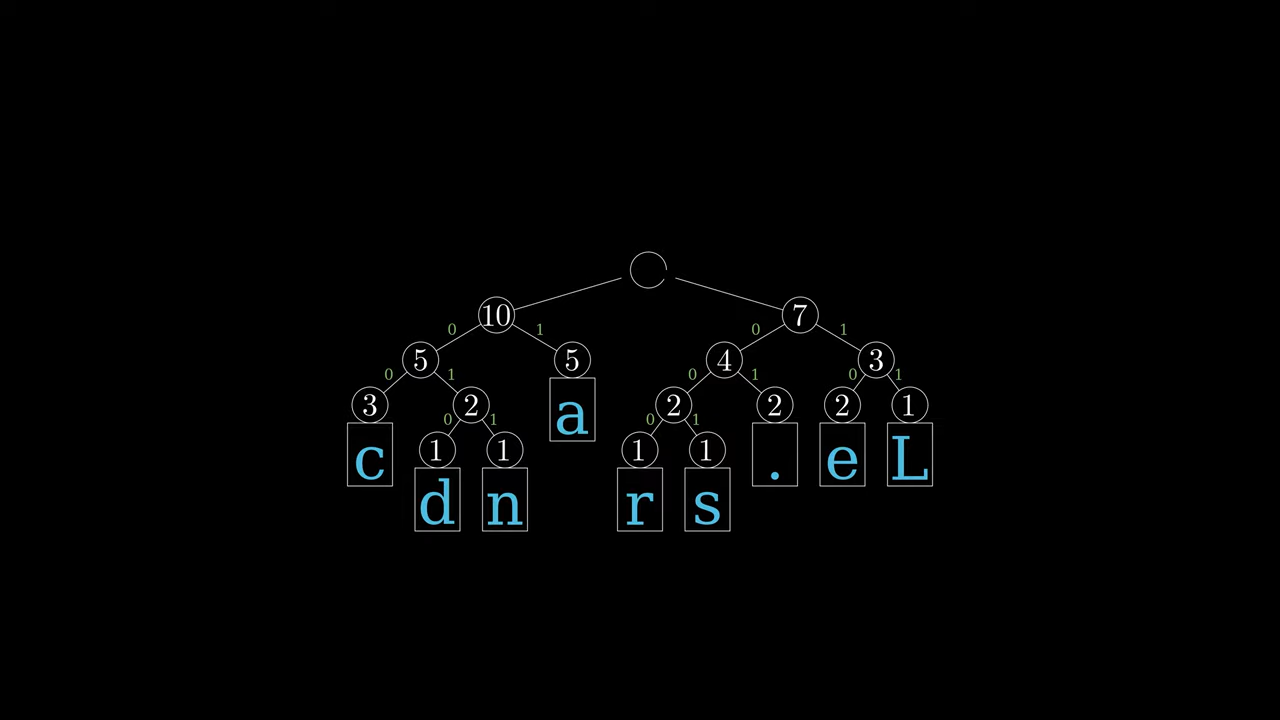 10 7
0 1 0 1
5 5 4 3
0 1 0 1 0 1
3 2 a 2 2 2 1
0 1 0 1
c 1 1 1 1 . e L
d n r s